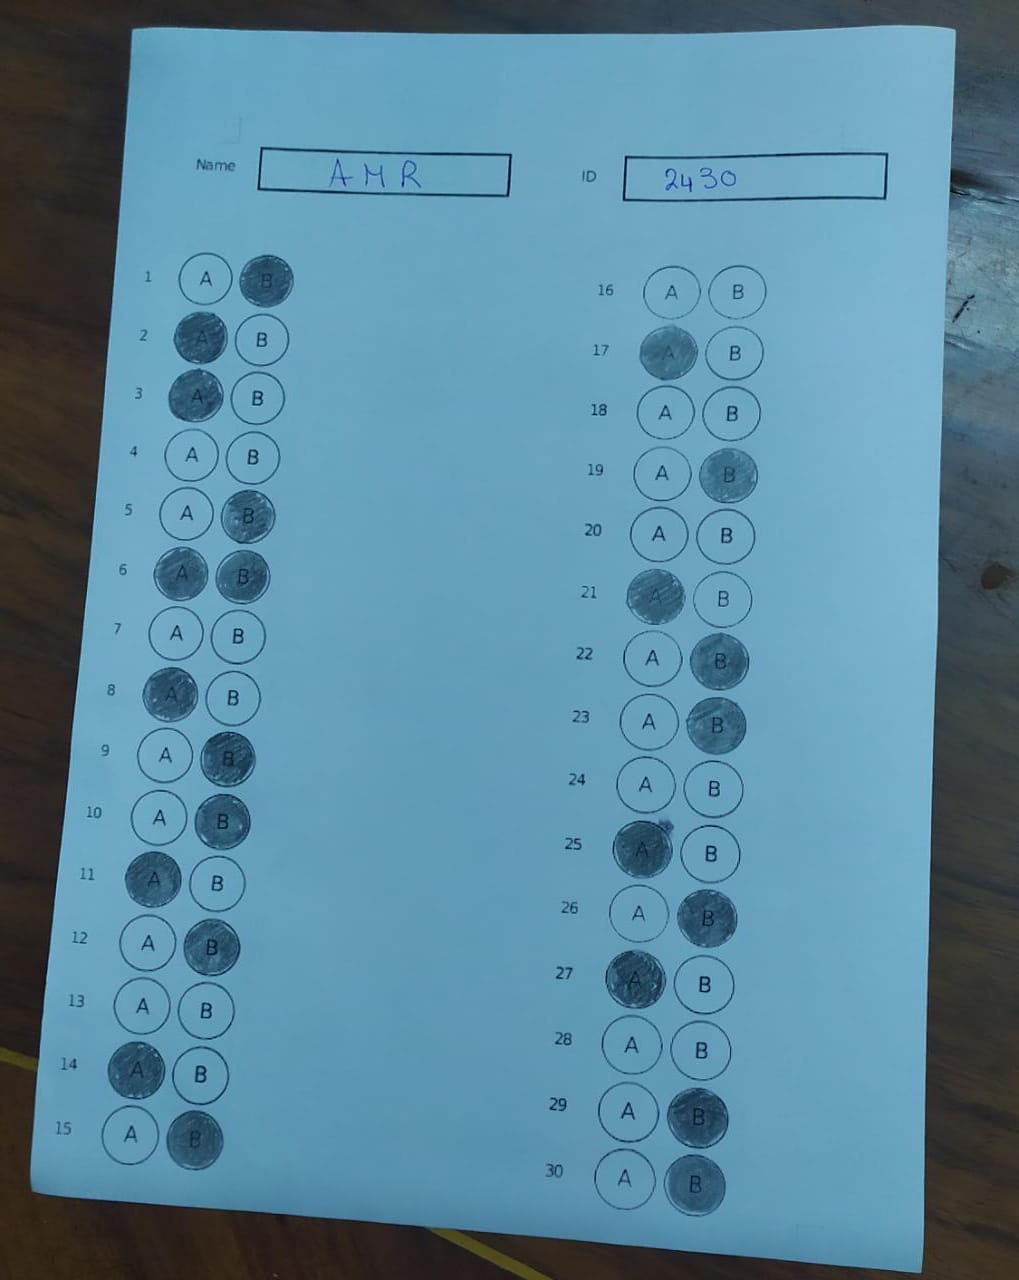 Name AMR ID 2430
1 A B 16 A B
2 A B 17 A B
3 A B 18 A B
4 A B 19 A B
5 A B 20 A B
6 A B 21 A B
7 A B 22 A B
8 A B 23 A B
9 A B 24 A B
10 A B 25 A B
11 A B 26 A B
12 A B 27 A B
13 A B 28 A B
14 A B 29 A B
15 A B 30 A B